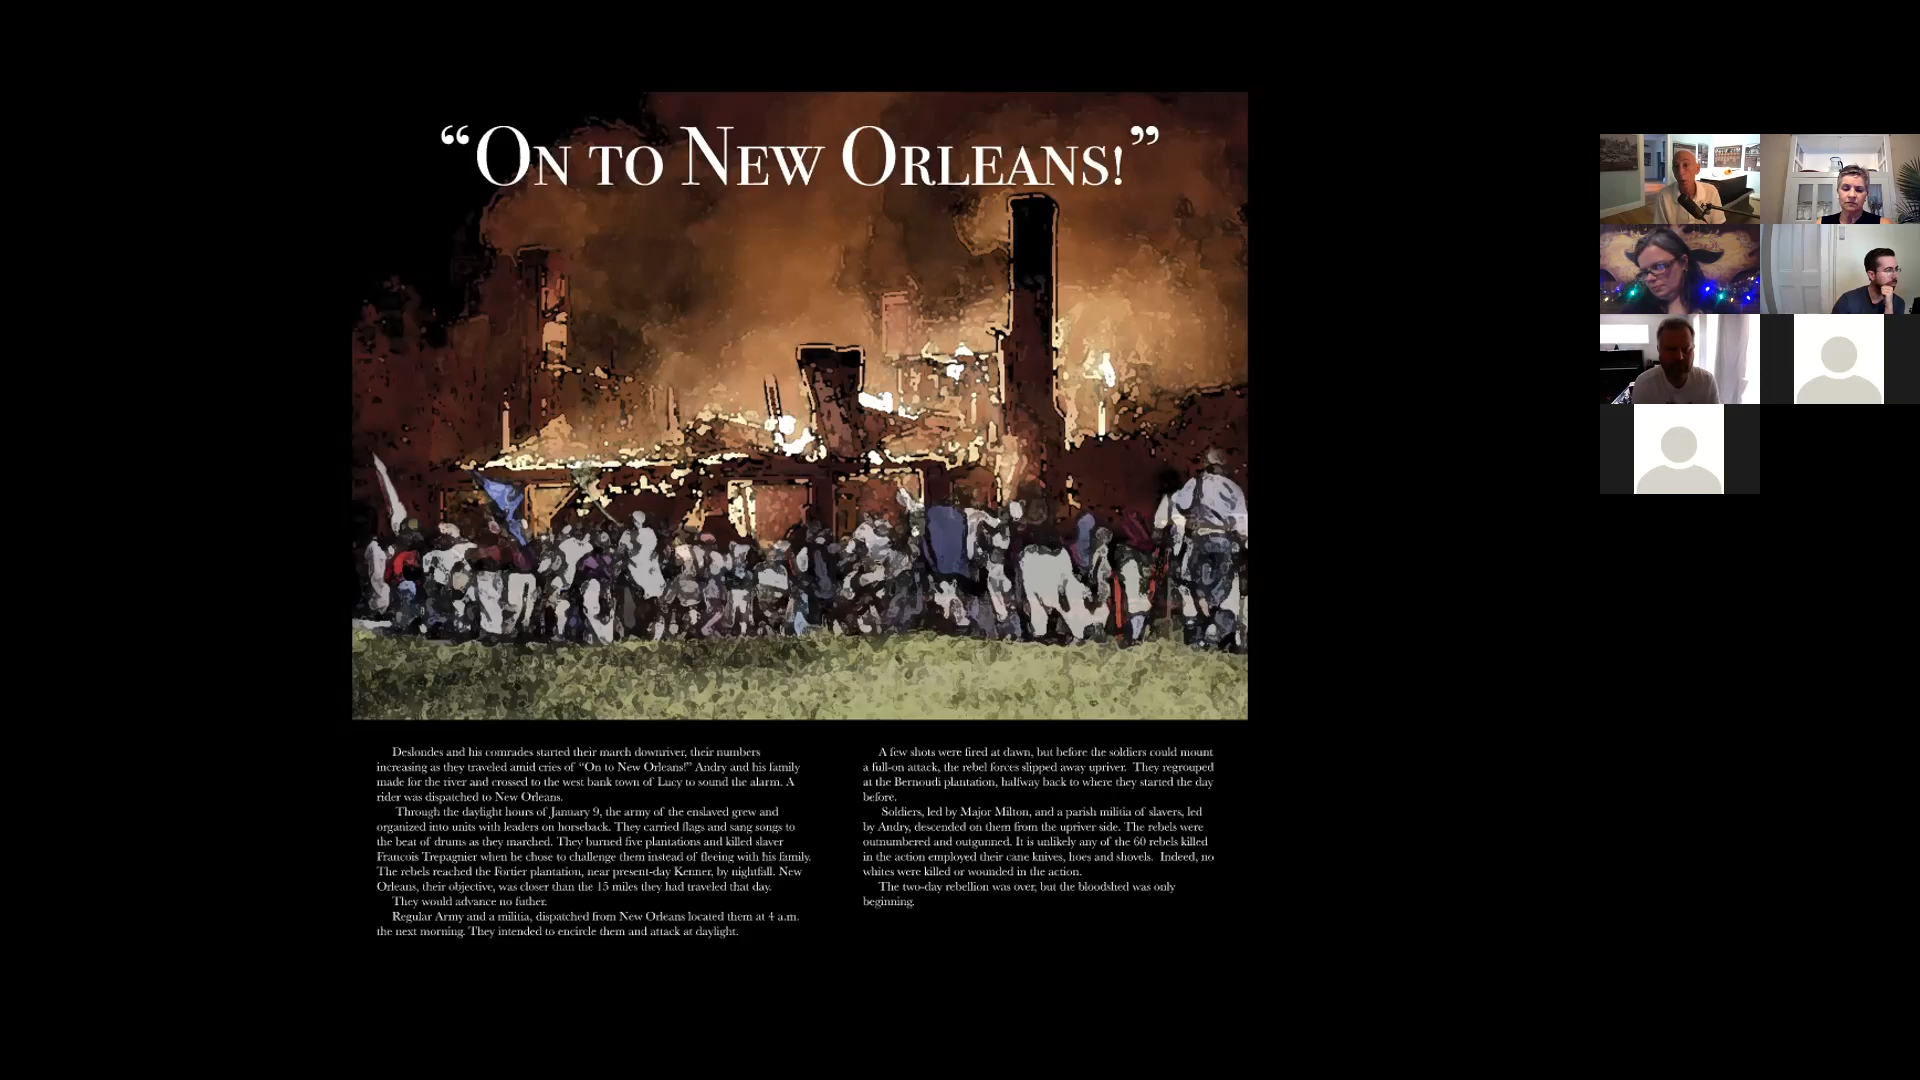 “On to New Orleans!”
Deslondes and his comrades started their march downriver, their numbers
increasing as they traveled amid cries of “On to New Orleans!” Andry and his family
made for the river and crossed to the west bank town of Lucy to sound the alarm. A
rider was dispatched to New Orleans.
Through the daylight hours of January 9, the army of the enslaved grew and
organized into units with leaders on horseback. They carried flags and sang songs to
the beat of drums as they marched. They burned five plantations and killed slaver
Francois Trepagnier when he chose to challenge them instead of fleeing with his family.
The rebels reached the Fortier plantation, near present-day Kenner, by nightfall. New
Orleans, their objective, was closer than the 15 miles they had traveled that day.
They would advance no futher.
Regular Army and a militia, dispatched from New Orleans located them at 4 a.m.
the next morning. They intended to encircle them and attack at daylight.
A few shots were fired at dawn, but before the soldiers could mount
a full-on attack, the rebel forces slipped away upriver. They regrouped
at the Bernoudi plantation, halfway back to where they started the day
before.
Soldiers, led by Major Milton, and a parish militia of slavers, led
by Andry, descended on them from the upriver side. The rebels were
outnumbered and outgunned. It is unlikely any of the 60 rebels killed
in the action employed their cane knives, hoes and shovels. Indeed, no
whites were killed or wounded in the action.
The two-day rebellion was over, but the bloodshed was only
beginning.